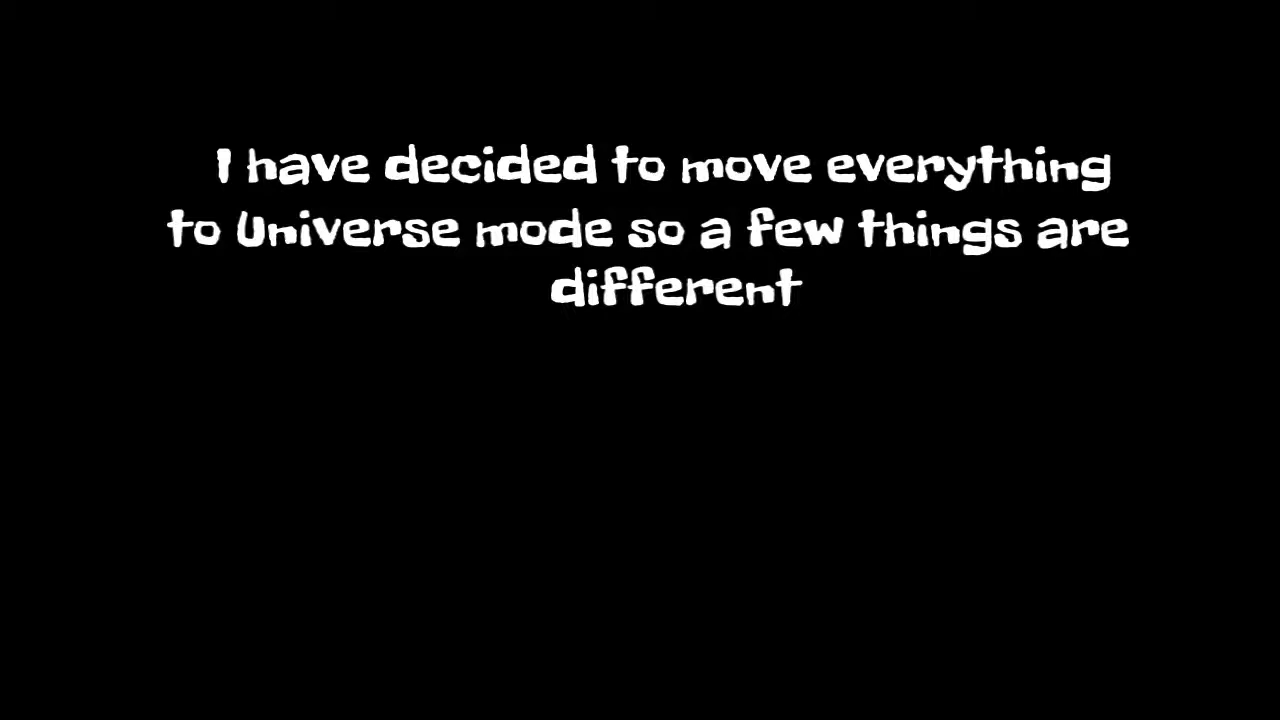 I have decided to move everything
to Universe mode so a few things are
different